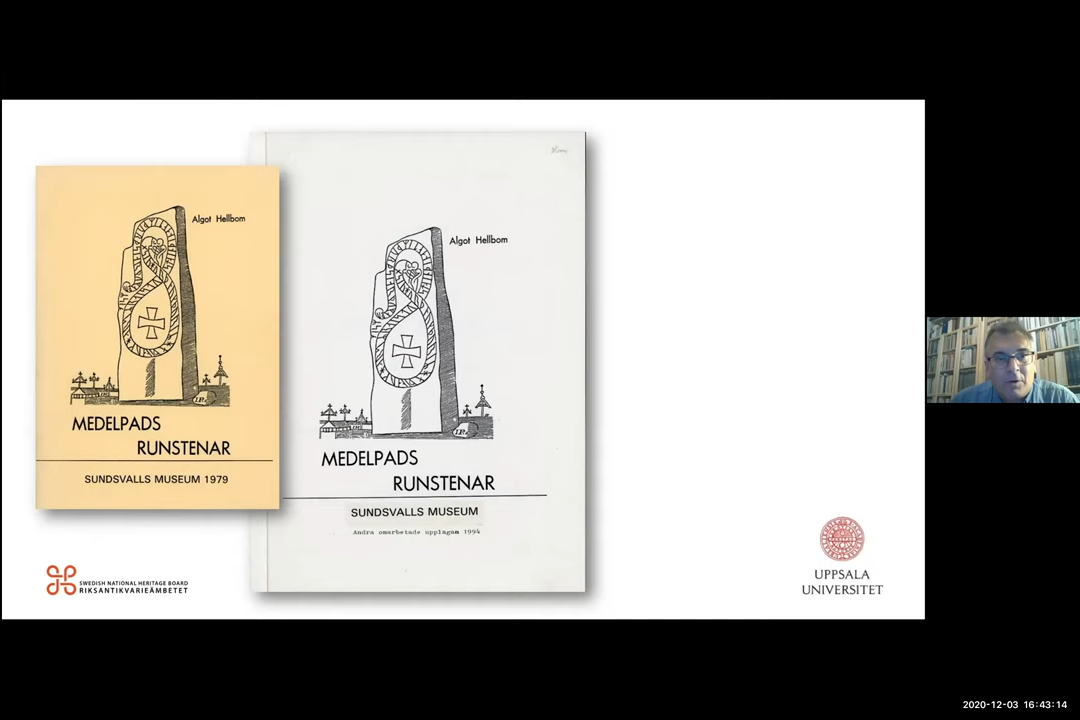 Algot Hellbom
MEDELPADS
RUNSTENAR
SUNDSVALLS MUSEUM 1979
Algot Hellbom
MEDELPADS
RUNSTENAR
SUNDSVALLS MUSEUM
Andra omarbetade upplagan 1994
SWEDISH NATIONAL HERITAGE BOARD
RIKSANTIKVARIEÄMBETET
UPPSALA
UNIVERSITET
2020-12-03 16:43:14